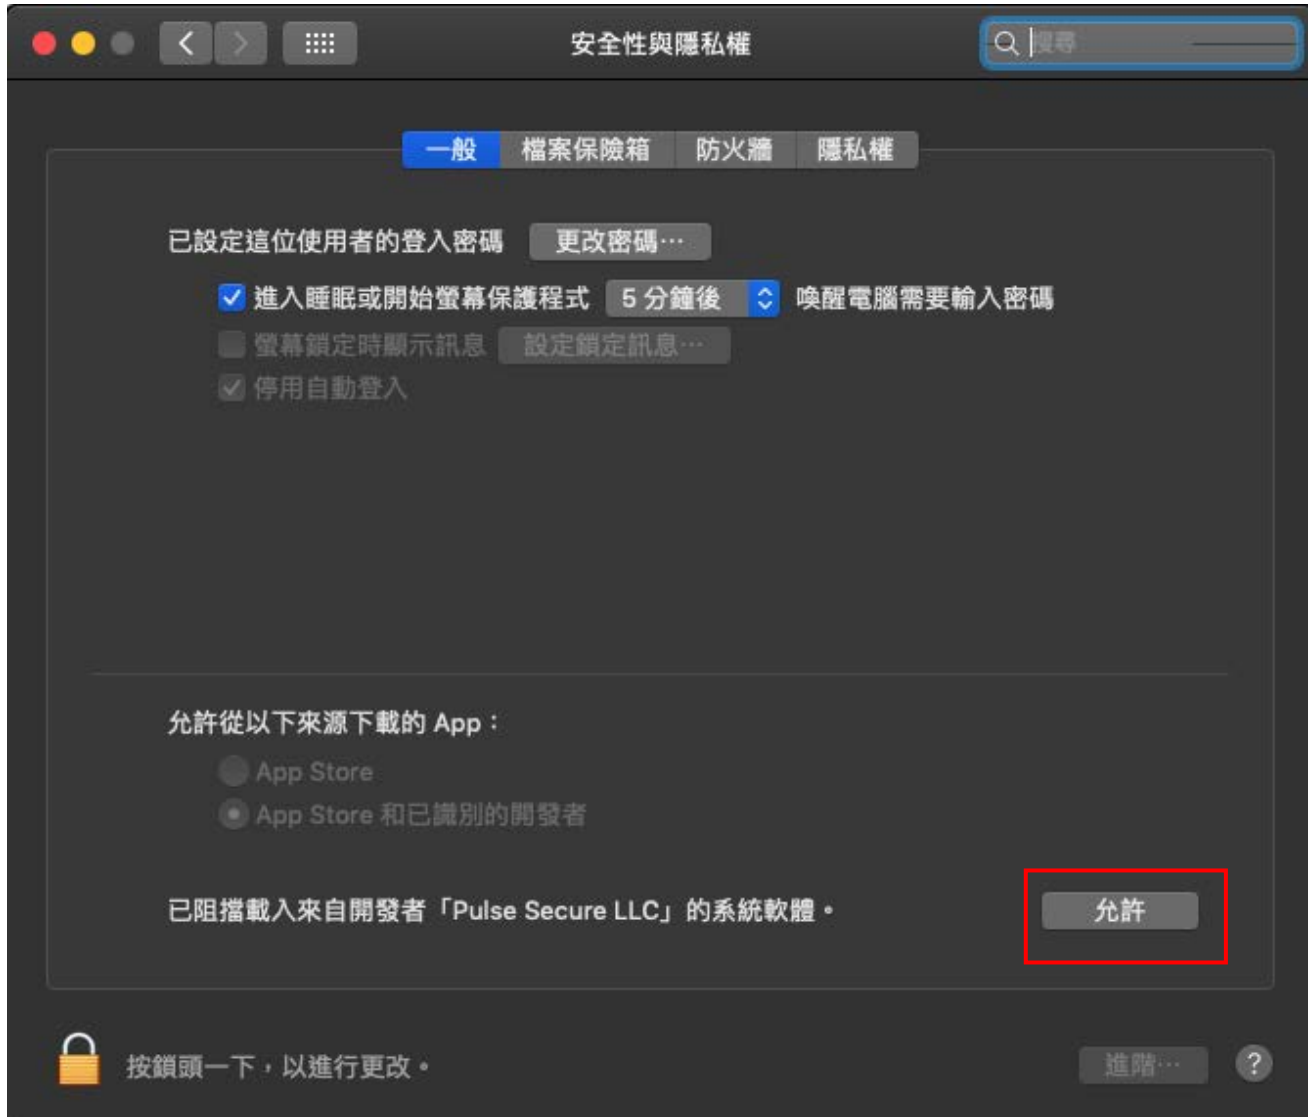 安全性與隱私權
搜尋
一般 檔案保險箱 防火牆 隱私權
已設定這位使用者的登入密碼 更改密碼…
進入睡眠或開始螢幕保護程式 5 分鐘後 喚醒電腦需要輸入密碼
螢幕鎖定時顯示訊息 設定鎖定訊息…
停用自動登入
允許從以下來源下載的 App：
App Store
App Store 和已識別的開發者
已阻擋載入來自開發者「Pulse Secure LLC」的系統軟體。 允許
按鎖頭一下，以進行更改。 進階… ?